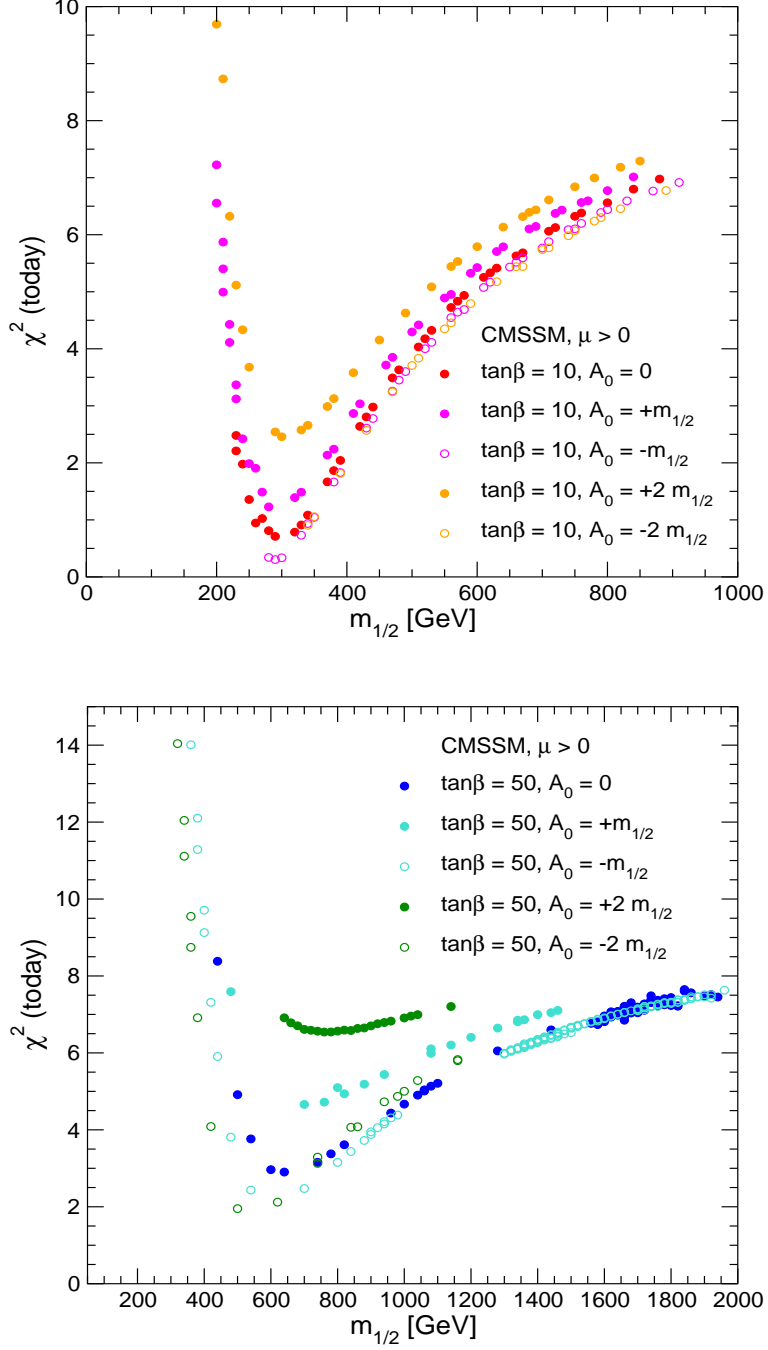 10
8
6
4
2
0
χ² (today)
CMSSM, μ > 0
tanβ = 10, A₀ = 0
tanβ = 10, A₀ = +m₁/₂
tanβ = 10, A₀ = -m₁/₂
tanβ = 10, A₀ = +2 m₁/₂
tanβ = 10, A₀ = -2 m₁/₂
0 200 400 600 800 1000
m₁/₂ [GeV]
14
12
10
8
6
4
2
0
χ² (today)
CMSSM, μ > 0
tanβ = 50, A₀ = 0
tanβ = 50, A₀ = +m₁/₂
tanβ = 50, A₀ = -m₁/₂
tanβ = 50, A₀ = +2 m₁/₂
tanβ = 50, A₀ = -2 m₁/₂
200 400 600 800 1000 1200 1400 1600 1800 2000
m₁/₂ [GeV]